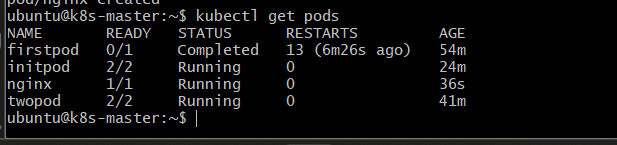 pod/nginx created
ubuntu@k8s-master:~$ kubectl get pods
NAME READY STATUS RESTARTS AGE
firstpod 0/1 Completed 13 (6m26s ago) 54m
initpod 2/2 Running 0 24m
nginx 1/1 Running 0 36s
twopod 2/2 Running 0 41m
ubuntu@k8s-master:~$